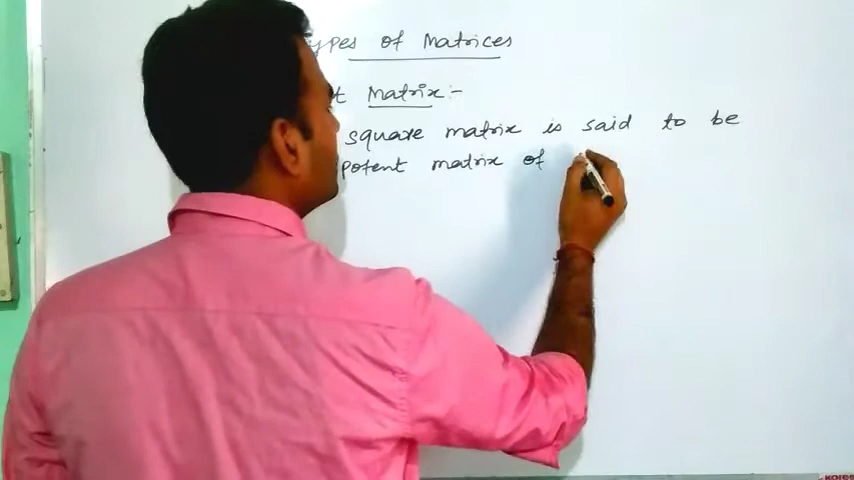 ypes of Matrices
t Matrix:-
square matrix is said to be
potent matrix of